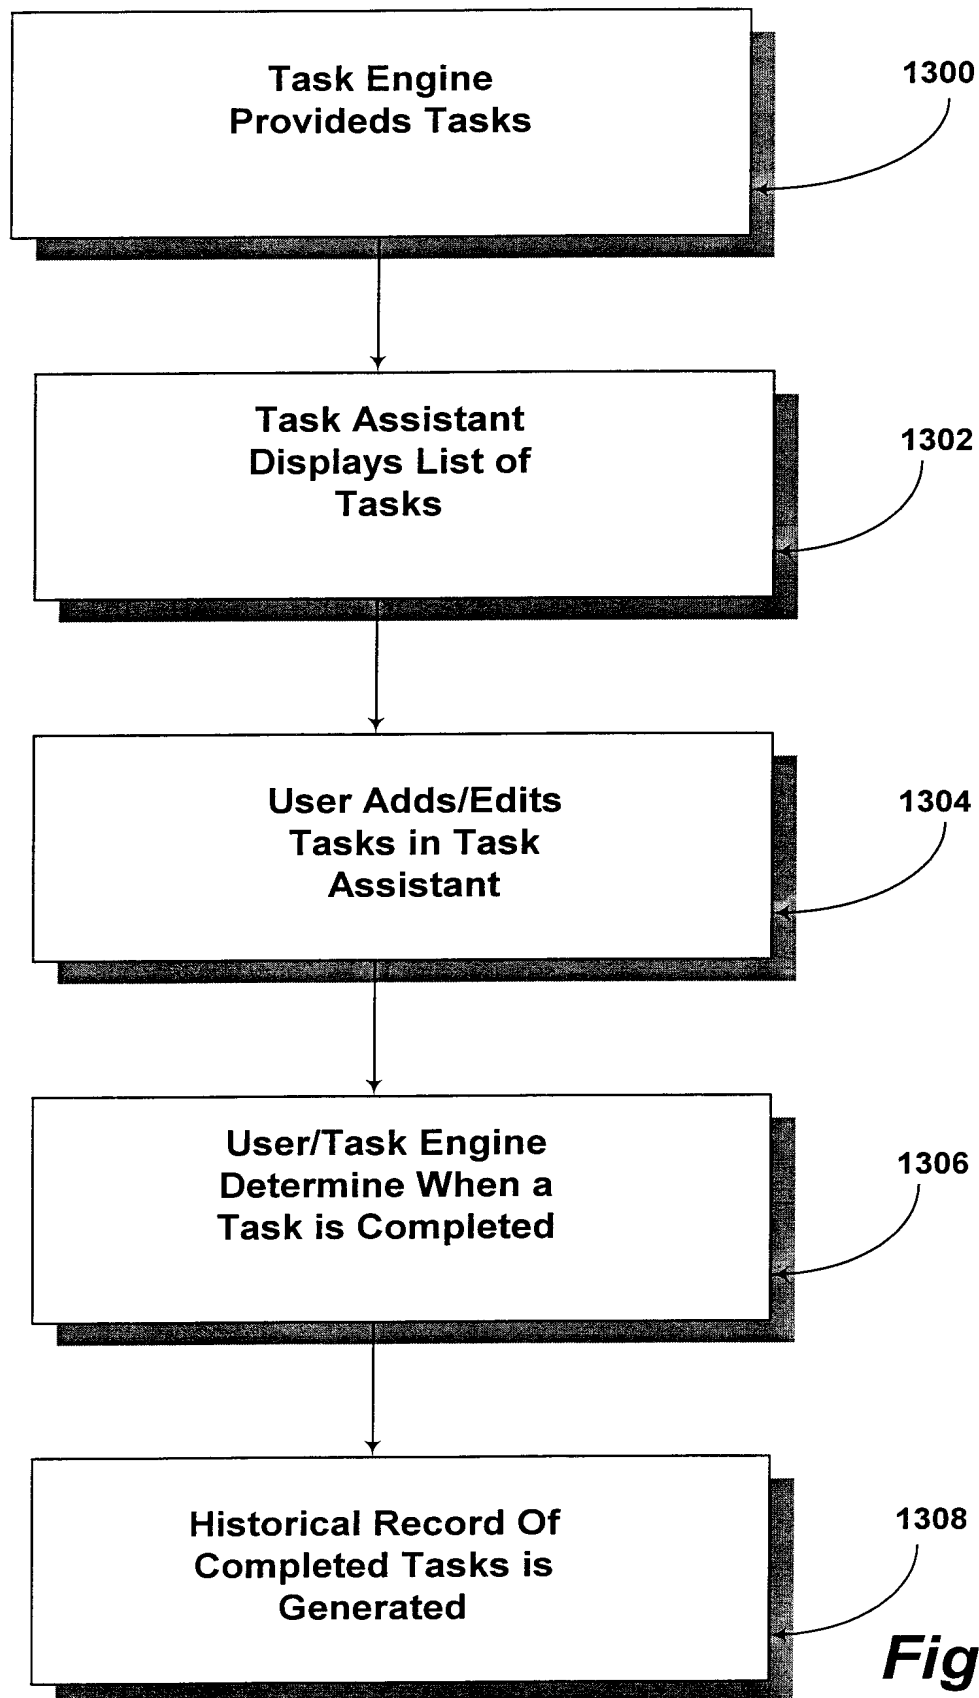 Task Engine
Provideds Tasks
1300
Task Assistant
Displays List of
Tasks
1302
User Adds/Edits
Tasks in Task
Assistant
1304
User/Task Engine
Determine When a
Task is Completed
1306
Historical Record Of
Completed Tasks is
Generated
1308
Fig